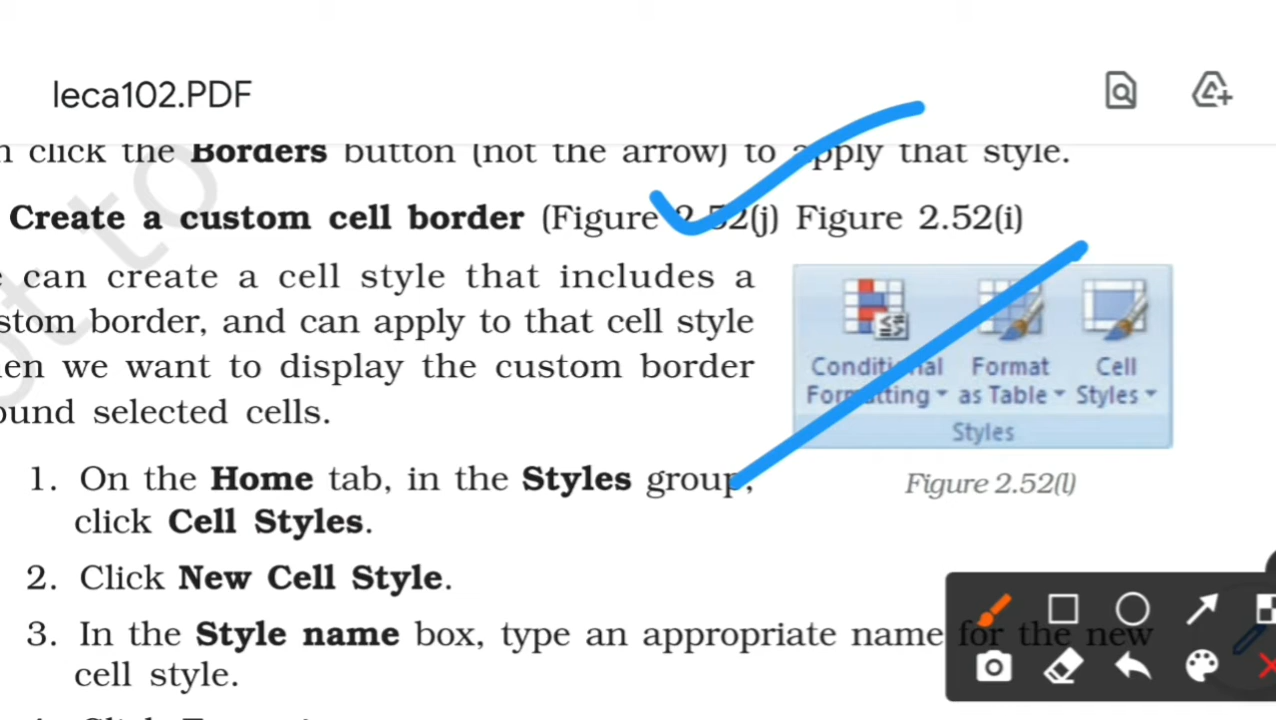 leca102.PDF
click the Borders button (not the arrow) to apply that style.
Create a custom cell border (Figure 2.52(j) Figure 2.52(i)
can create a cell style that includes a
stom border, and can apply to that cell style
en we want to display the custom border
ound selected cells.
Conditional Formatting
Format as Table
Cell Styles
Styles
Figure 2.52(l)
1. On the Home tab, in the Styles group,
click Cell Styles.
2. Click New Cell Style.
3. In the Style name box, type an appropriate name for the new
cell style.